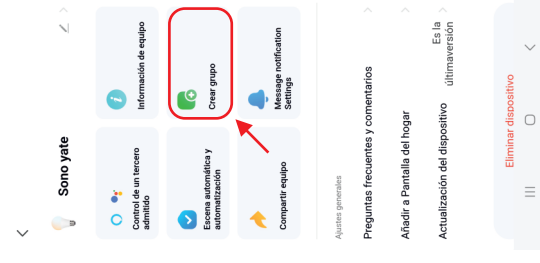 Sono yate
Control de un tercero
admitido
Información de equipo
Escena automática y
automatización
Crear grupo
Compartir equipo
Message notification
Settings
Ajustes generales
Preguntas frecuentes y comentarios
Añadir a Pantalla del hogar
Actualización del dispositivo
Es la
últimaversión
Eliminar dispositivo